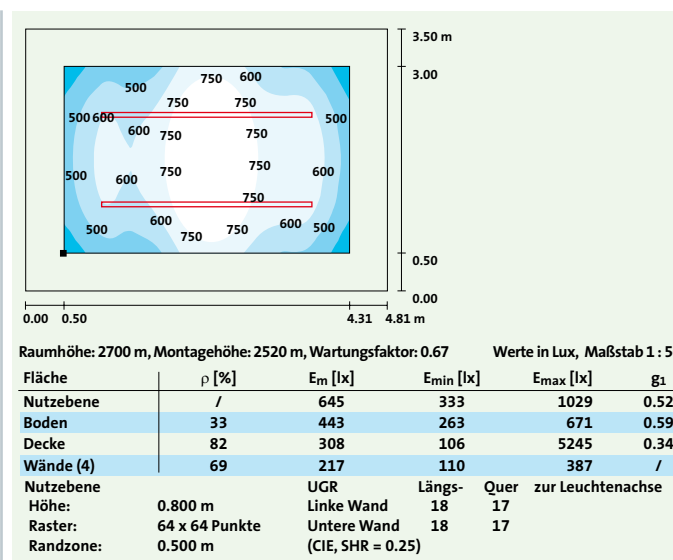 3.50 m
3.00
750 600
500
750 750
500 600 500
600 750 750
750 750
500 600 600
750
600 600
500 750 750 500
0.50
0.00
0.00 0.50 4.31 4.81 m
Raumhöhe: 2700 m, Montagehöhe: 2520 m, Wartungsfaktor: 0.67 Werte in Lux, Maßstab 1 : 5
Fläche ρ [%] Em [lx] Emin [lx] Emax [lx] g1
Nutzebene / 645 333 1029 0.52
Boden 33 443 263 671 0.59
Decke 82 308 106 5245 0.34
Wände (4) 69 217 110 387 /
Nutzebene UGR Längs- Quer zur Leuchtenachse
Höhe: 0.800 m Linke Wand 18 17
Raster: 64 x 64 Punkte Untere Wand 18 17
Randzone: 0.500 m (CIE, SHR = 0.25)